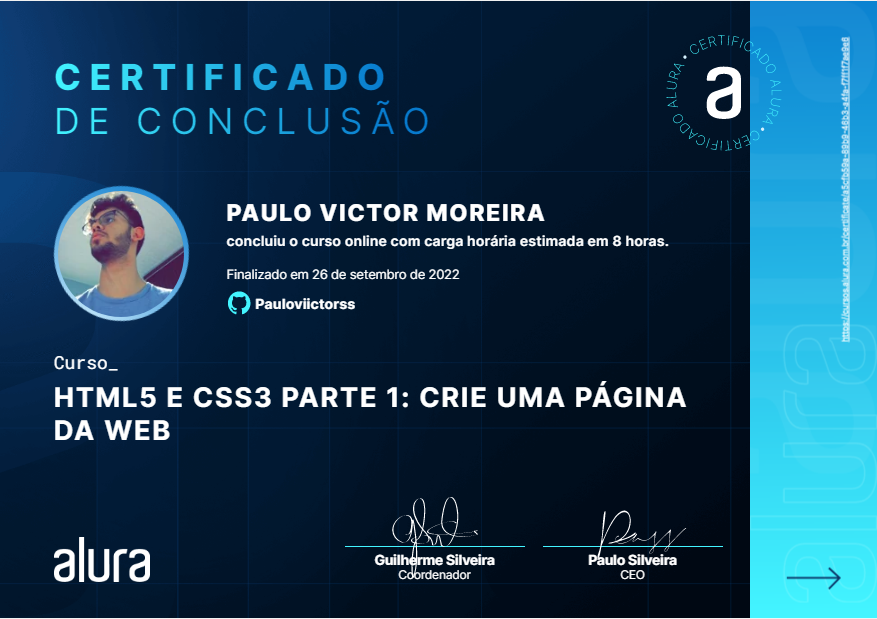 CERTIFICADO
DE CONCLUSÃO
CERTIFICADO ALURA • CERTIFICADO ALURA •
a
PAULO VICTOR MOREIRA
concluiu o curso online com carga horária estimada em 8 horas.
Finalizado em 26 de setembro de 2022
Pauloviictorss
Curso_
HTML5 E CSS3 PARTE 1: CRIE UMA PÁGINA
DA WEB
alura
Guilherme Silveira
Coordenador
Paulo Silveira
CEO
alura